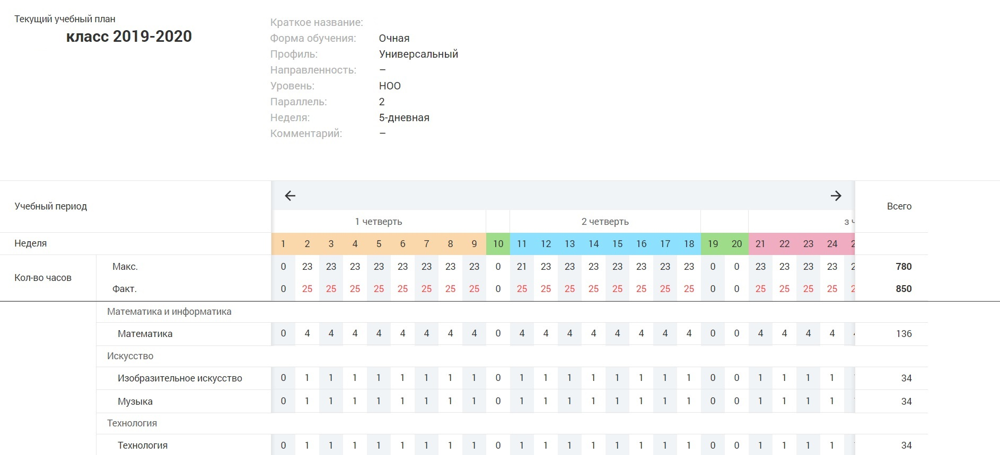 Текущий учебный план
класс 2019-2020
Краткое название:
Форма обучения: Очная
Профиль: Универсальный
Направленность: –
Уровень: НОО
Параллель: 2
Неделя: 5-дневная
Комментарий: –
Учебный период
Всего
1 четверть 2 четверть з ч
Неделя 1 2 3 4 5 6 7 8 9 10 11 12 13 14 15 16 17 18 19 20 21 22 23 24 2
Кол-во часов
Макс. 0 23 23 23 23 23 23 23 23 0 21 23 23 23 23 23 23 23 0 0 23 23 23 23 2 780
Факт. 0 25 25 25 25 25 25 25 25 0 25 25 25 25 25 25 25 25 0 0 25 25 25 25 2 850
Математика и информатика
Математика 0 4 4 4 4 4 4 4 4 0 4 4 4 4 4 4 4 4 0 0 4 4 4 4 136
Искусство
Изобразительное искусство 0 1 1 1 1 1 1 1 1 0 1 1 1 1 1 1 1 1 0 0 1 1 1 1 34
Музыка 0 1 1 1 1 1 1 1 1 0 1 1 1 1 1 1 1 1 0 0 1 1 1 1 34
Технология
Технология 0 1 1 1 1 1 1 1 1 0 1 1 1 1 1 1 1 1 0 0 1 1 1 1 34